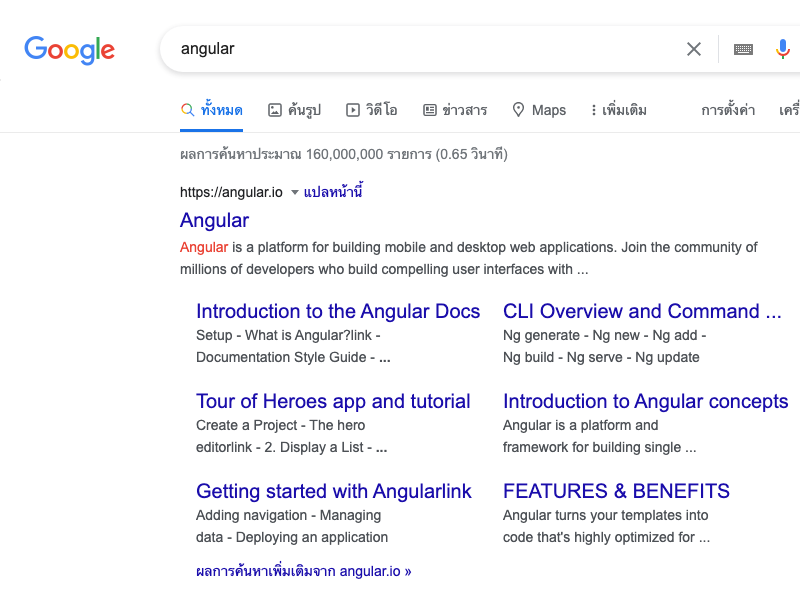 Google
angular
ทั้งหมด ค้นรูป วิดีโอ ข่าวสาร Maps เพิ่มเติม การตั้งค่า
ผลการค้นหาประมาณ 160,000,000 รายการ (0.65 วินาที)
https://angular.io แปลหน้านี้
Angular
Angular is a platform for building mobile and desktop web applications. Join the community of
millions of developers who build compelling user interfaces with ...
Introduction to the Angular Docs
Setup - What is Angular?link -
Documentation Style Guide - ...
CLI Overview and Command ...
Ng generate - Ng new - Ng add -
Ng build - Ng serve - Ng update
Tour of Heroes app and tutorial
Create a Project - The hero
editorlink - 2. Display a List - ...
Introduction to Angular concepts
Angular is a platform and
framework for building single ...
Getting started with Angularlink
Adding navigation - Managing
data - Deploying an application
FEATURES & BENEFITS
Angular turns your templates into
code that's highly optimized for ...
ผลการค้นหาเพิ่มเติมจาก angular.io »